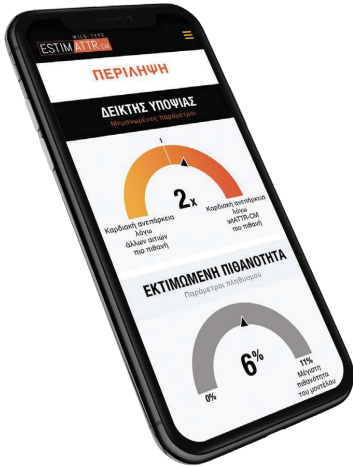 WILD-TYPE
ESTIMATTR-CM
ΠΕΡΙΛΗΨΗ
ΔΕΙΚΤΗΣ ΥΠΟΨΙΑΣ
Μεμονωμένες παράμετροι
1
2x
Καρδιακή ανεπάρκεια
λόγω
άλλων αιτιών
πιο πιθανή
Καρδιακή ανεπάρκεια
λόγω
wATTR-CM
πιο πιθανή
ΕΚΤΙΜΩΜΕΝΗ ΠΙΘΑΝΟΤΗΤΑ
Παράμετροι πληθυσμού
6%
0%
11%
Μέγιστη
πιθανότητα
του μοντέλου